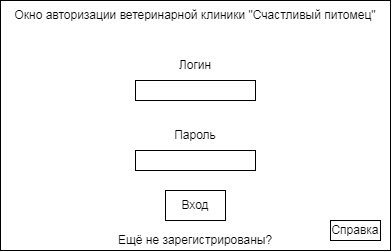 Окно авторизации ветеринарной клиники "Счастливый питомец"
Логин
Пароль
Вход
Справка
Ещё не зарегистрированы?